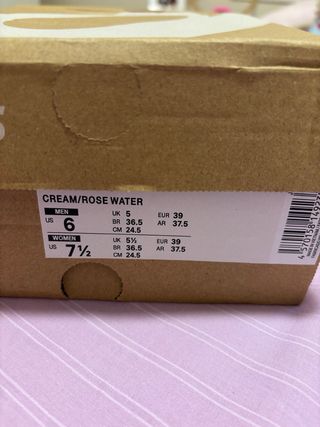 CREAM/ROSE WATER
MEN
US 6
UK 5 EUR 39
BR 36.5 AR 37.5
CM 24.5
WOMEN
US 7½
UK 5½ EUR 39
BR 36.5 AR 37.5
CM 24.5